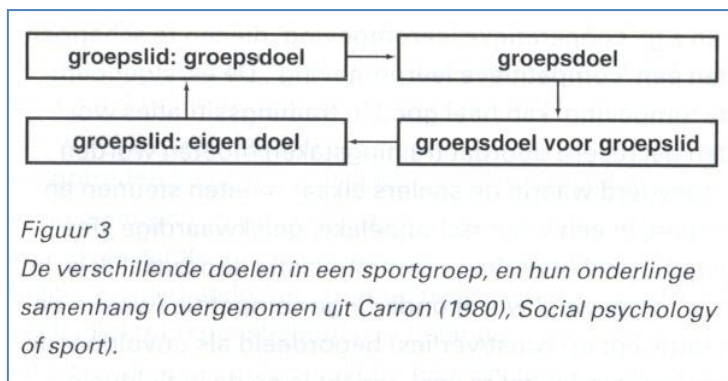 groepslid: groepsdoel
groepsdoel
groepslid: eigen doel
groepsdoel voor groepslid
Figuur 3
De verschillende doelen in een sportgroep, en hun onderlinge
samenhang (overgenomen uit Carron (1980), Social psychology
of sport).